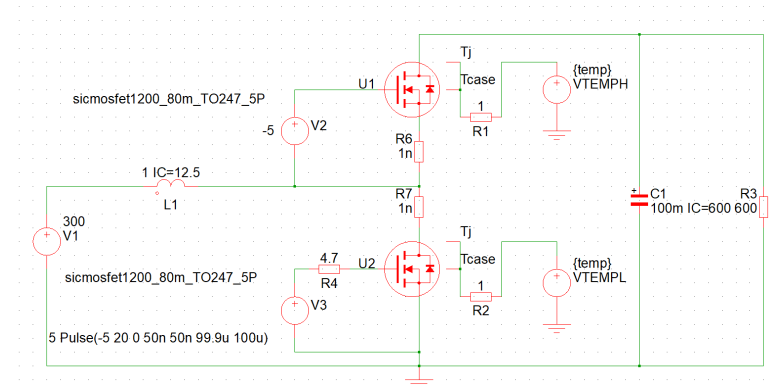 Tj
{temp}
VTEMPH
Tcase
U1
sicmosfet1200_80m_TO247_5P
1
R1
-5
V2
R6
1n
1 IC=12.5
L1
R7
1n
+
C1
100m IC=600
R3
600
300
V1
Tj
Tcase
{temp}
VTEMPL
sicmosfet1200_80m_TO247_5P
4.7
R4
U2
1
R2
V3
5 Pulse(-5 20 0 50n 50n 99.9u 100u)